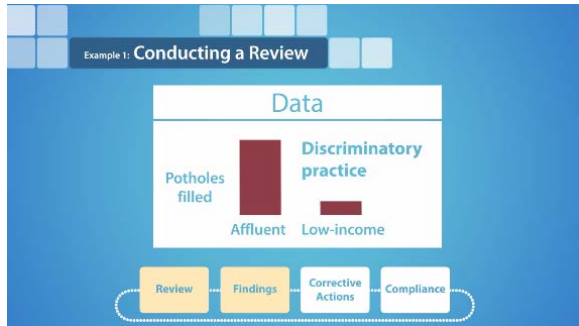 Example 1: Conducting a Review
Data
Discriminatory
practice
Potholes
filled
Affluent
Low-income
Review
Findings
Corrective
Actions
Compliance